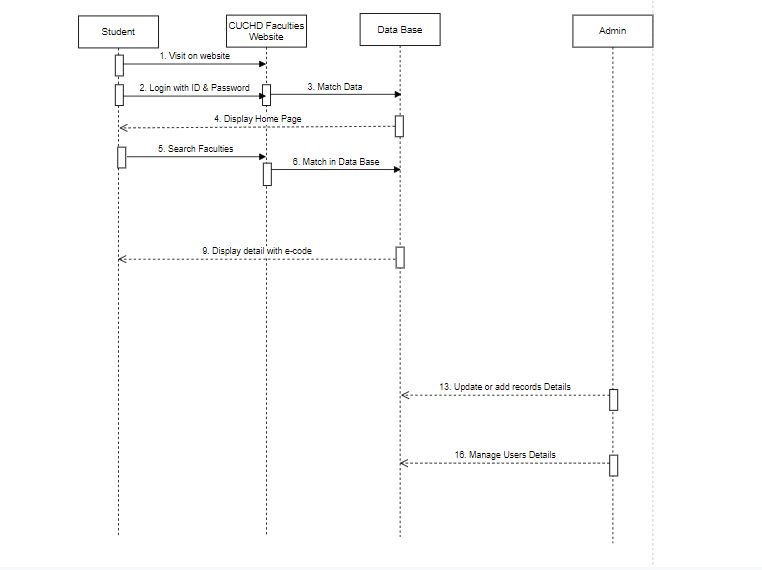 Student
CUCHD Faculties
Website
Data Base
Admin
1. Visit on website
2. Login with ID & Password
3. Match Data
4. Display Home Page
5. Search Faculties
6. Match in Data Base
9. Display detail with e-code
13. Update or add records Details
16. Manage Users Details